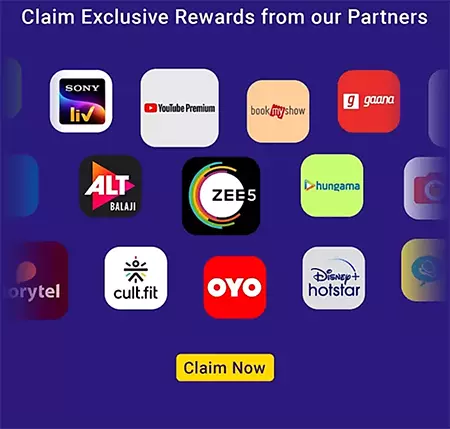 Claim Exclusive Rewards from our Partners
SONY
liv
YouTube Premium
bookmyshow
g gaana
ALT
BALAJI
ZEE5
hungama
orytel
cult.fit
OYO
Disney+
hotstar
Claim Now